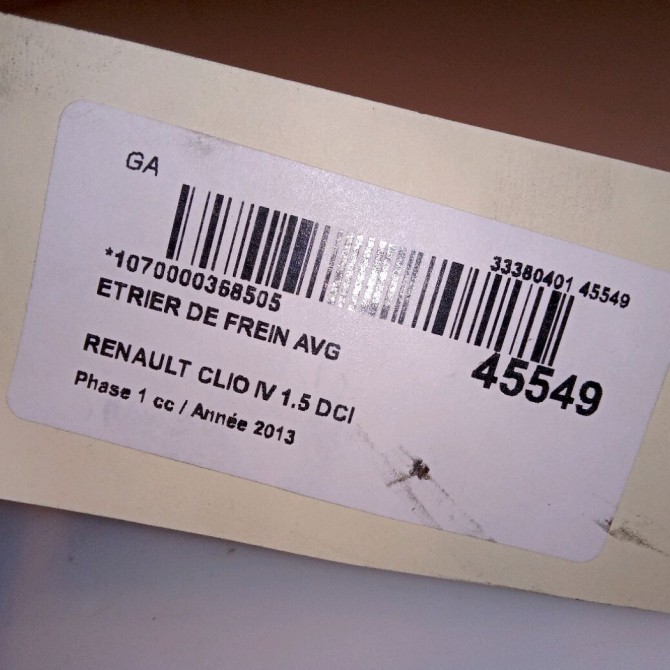 GA
33380401 45549
*1070000368505
ETRIER DE FREIN AVG
45549
RENAULT CLIO IV 1.5 DCI
Phase 1 cc / Année 2013